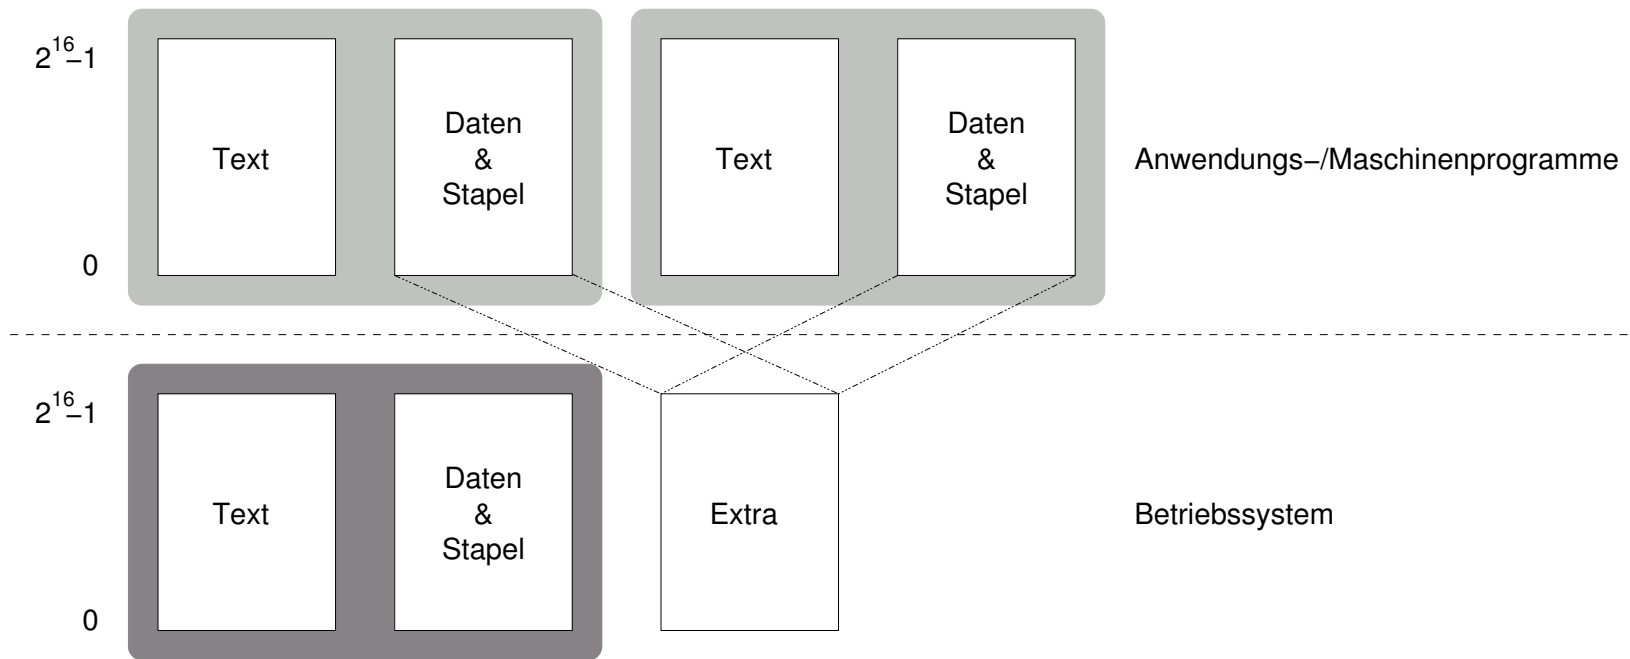 2^16–1
Daten
Daten
Text
&
Text
&
Anwendungs–/Maschinenprogramme
Stapel
Stapel
0
2^16–1
Daten
Text
&
Extra
Betriebssystem
Stapel
0